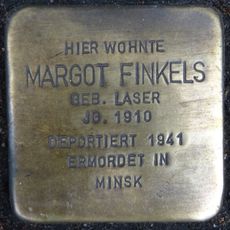 HIER WOHNTE
MARGOT FINKELS
GEB. LASER
JG. 1910
DEPORTIERT 1941
ERMORDET IN
MINSK